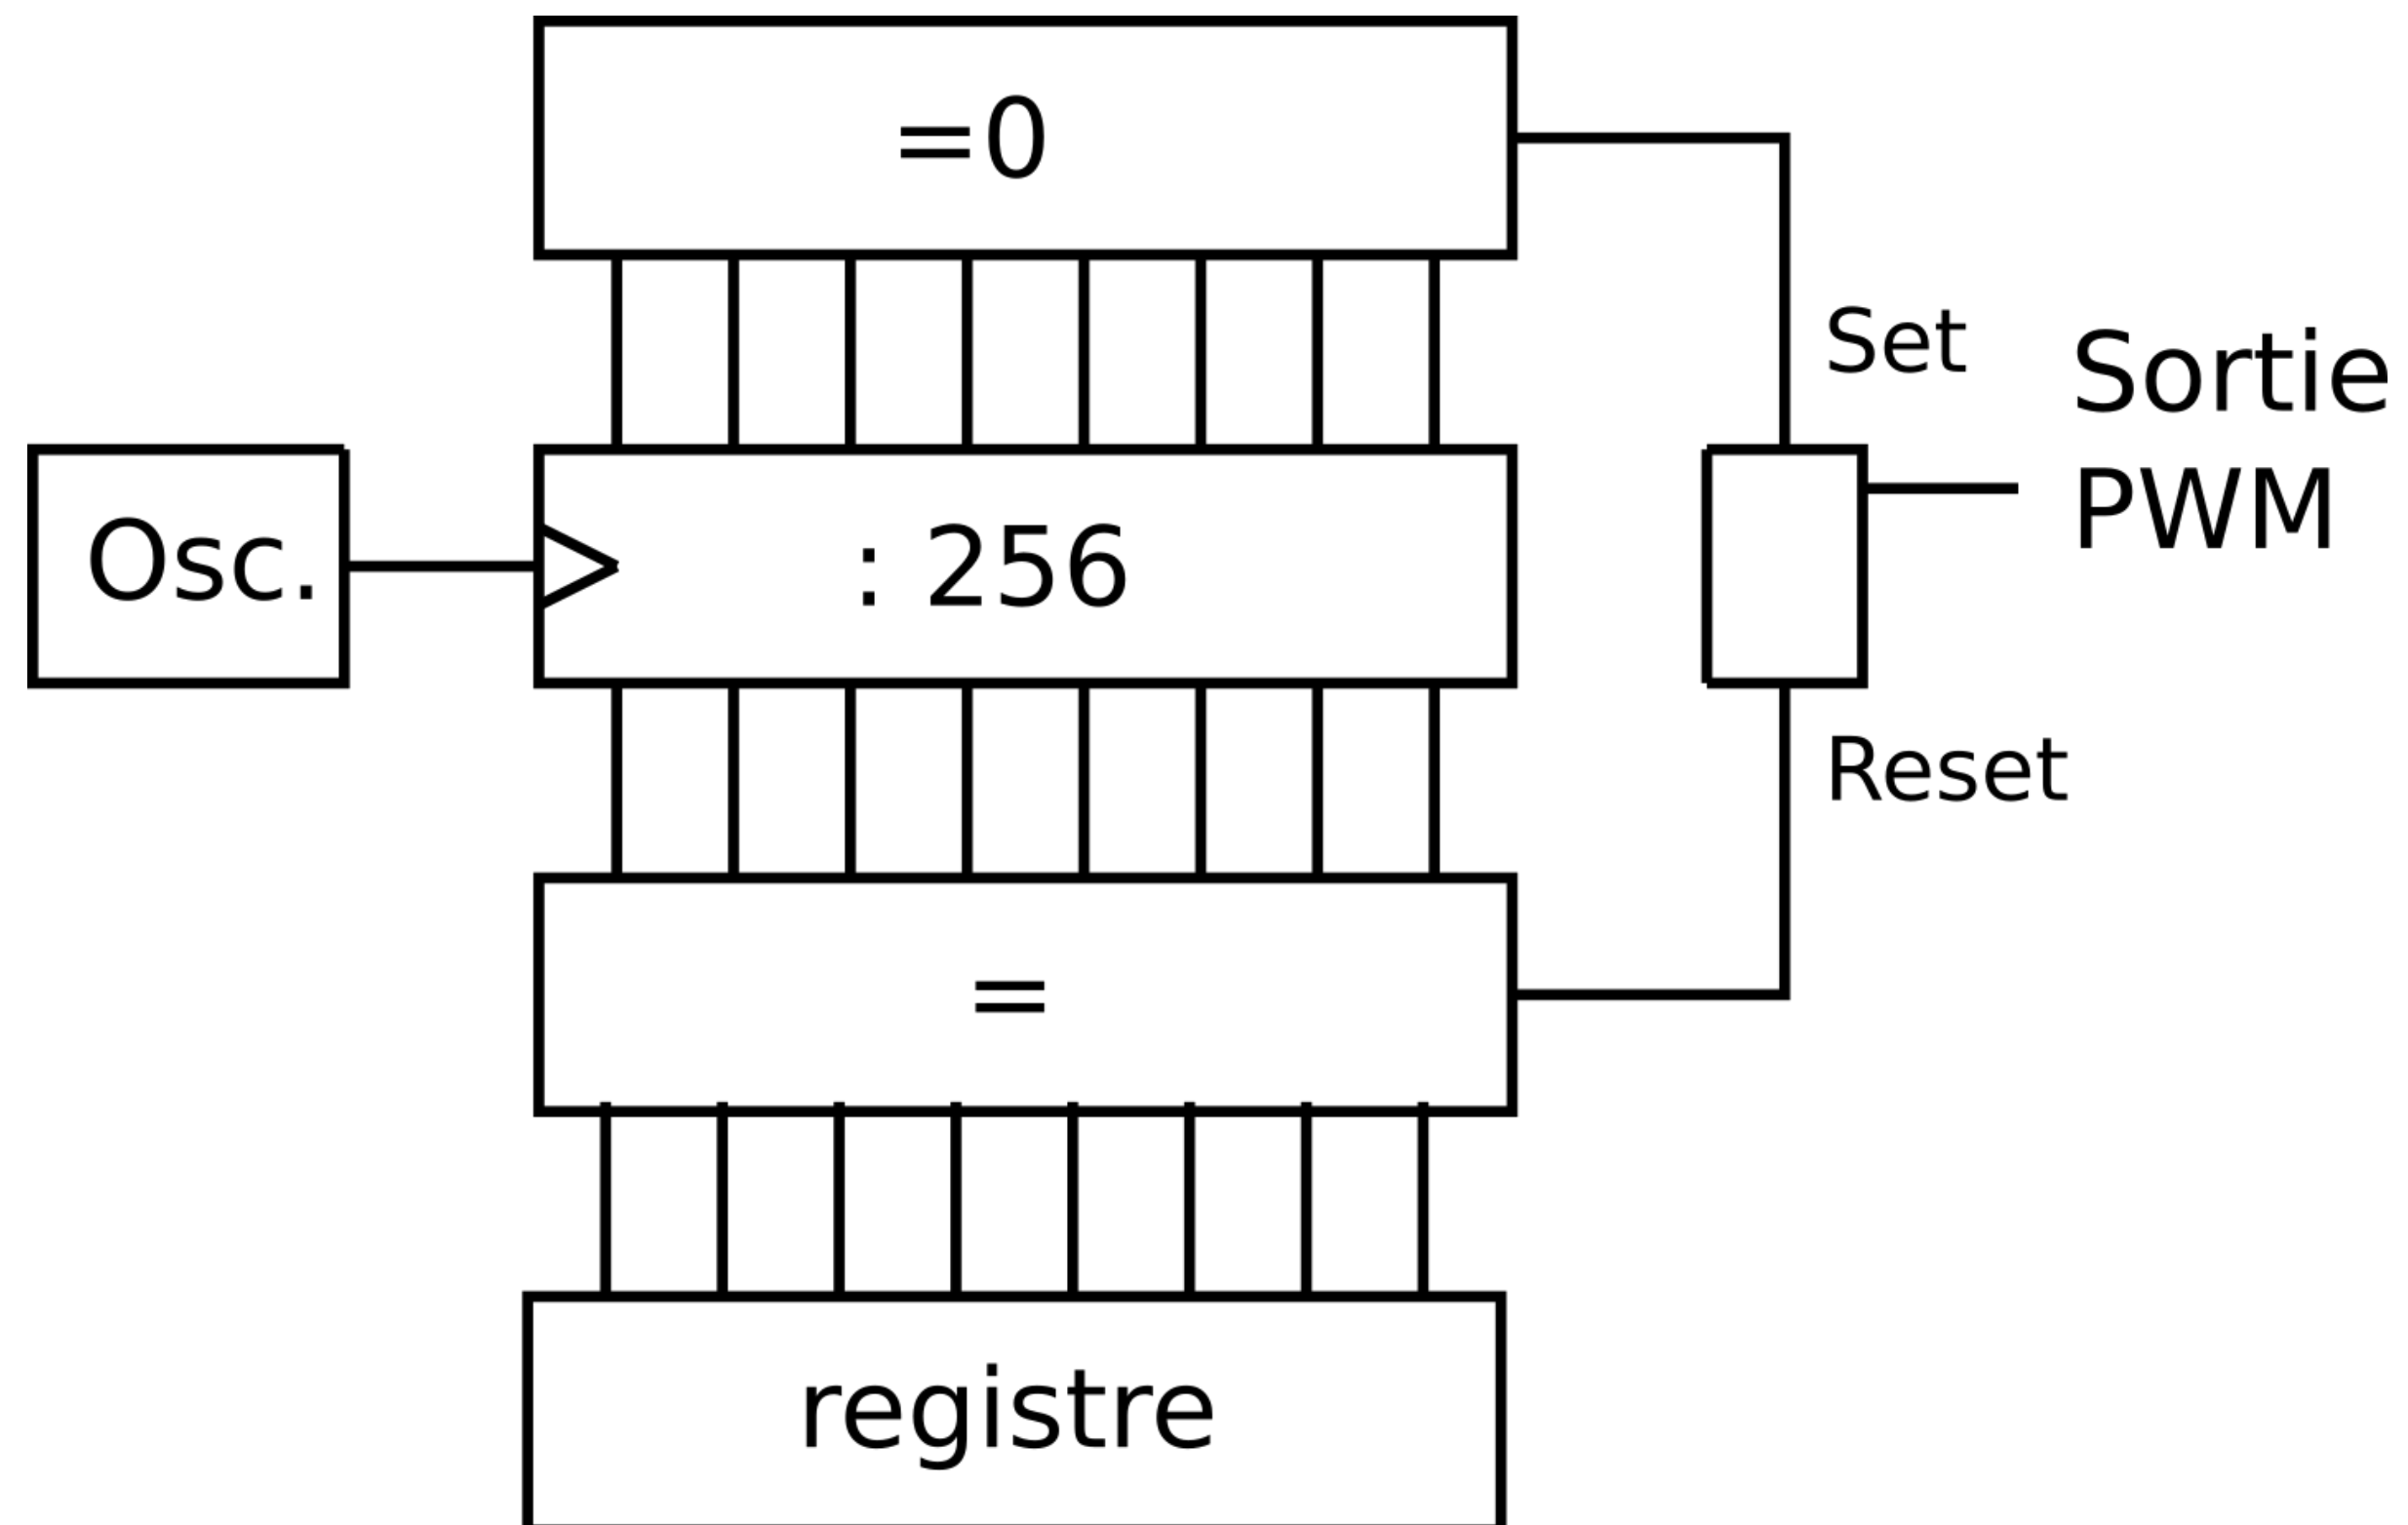 =0
Set
Sortie
PWM
Osc.
: 256
Reset
=
registre